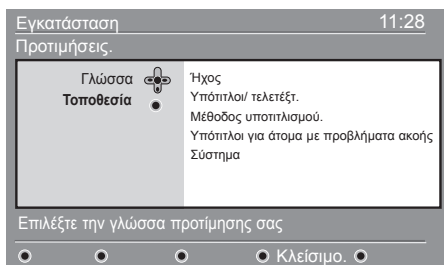 Εγκατάσταση 11:28
Προτιμήσεις.
Γλώσσα
Τοποθεσία
Ήχος
Υπότιτλοι/ τελετέξτ.
Μέθοδος υποτιτλισμού.
Υπότιτλοι για άτομα με προβλήματα ακοής
Σύστημα
Επιλέξτε την γλώσσα προτίμησης σας
Κλείσιμο.